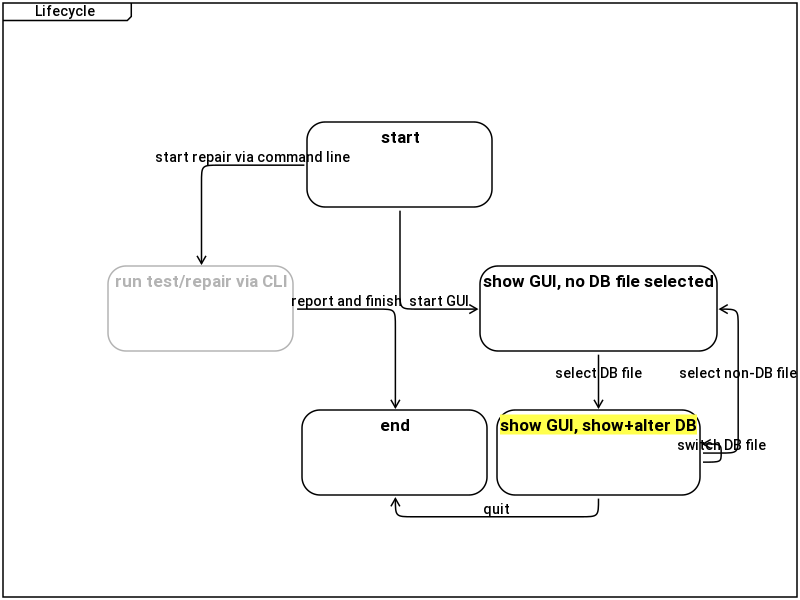 Lifecycle
start
start repair via command line
run test/repair via CLI
show GUI, no DB file selected
report and finish
start GUI
select DB file
select non-DB file
end
show GUI, show+alter DB
switch DB file
quit